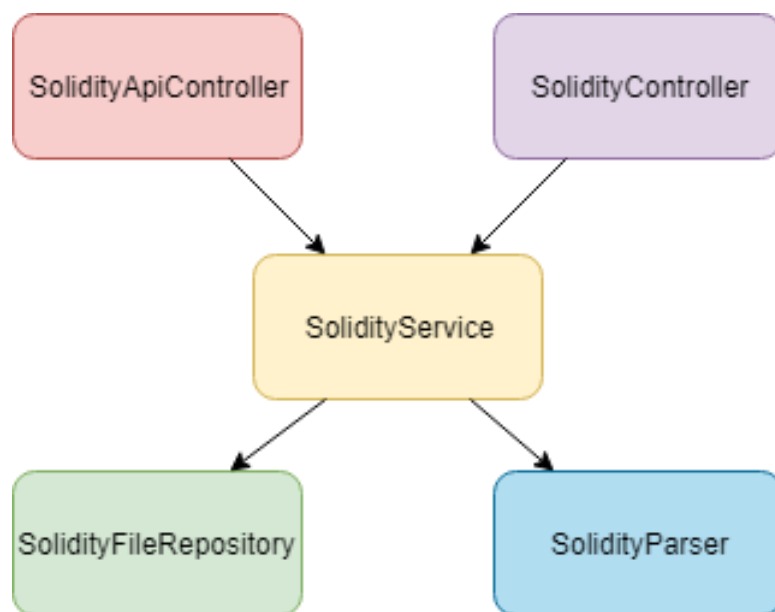 SolidityApiController
SolidityController
SolidityService
SolidityFileRepository
SolidityParser